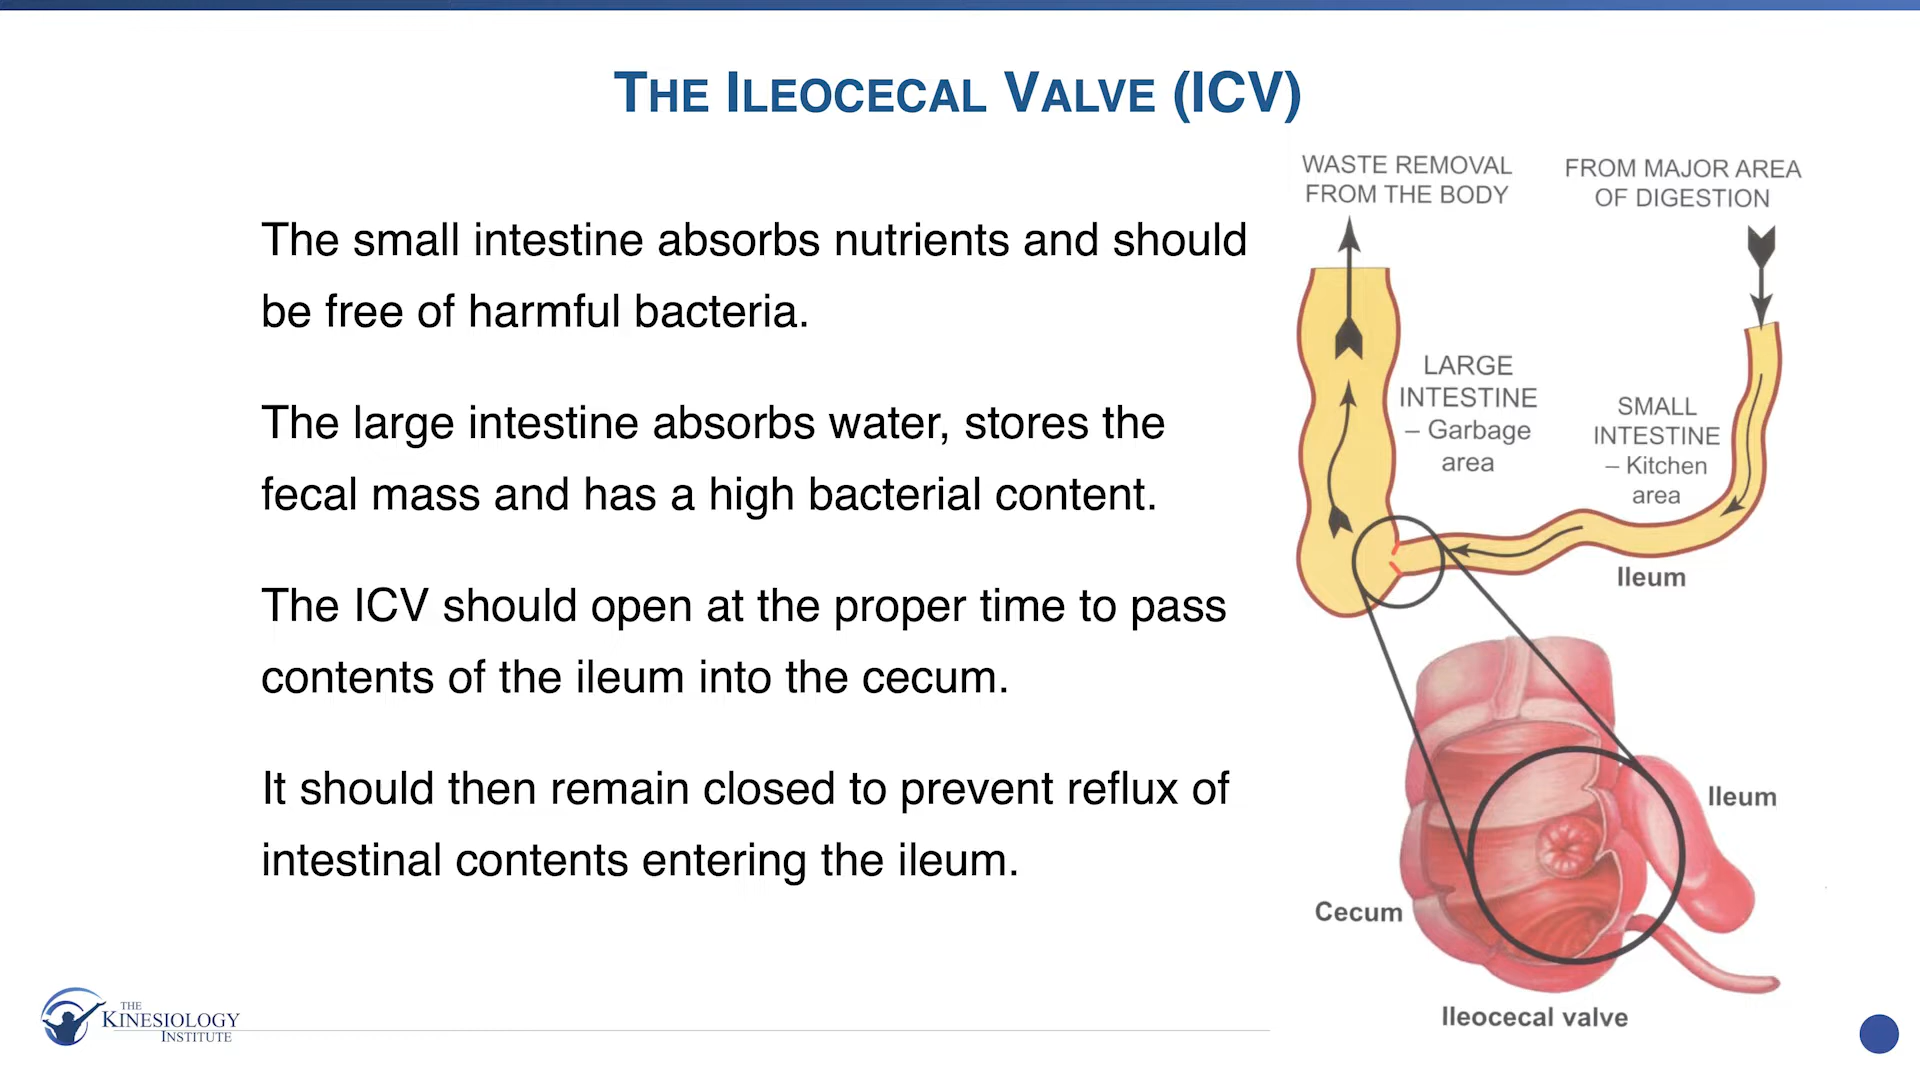 THE ILEOCECAL VALVE (ICV)
The small intestine absorbs nutrients and should
be free of harmful bacteria.
The large intestine absorbs water, stores the
fecal mass and has a high bacterial content.
The ICV should open at the proper time to pass
contents of the ileum into the cecum.
It should then remain closed to prevent reflux of
intestinal contents entering the ileum.
WASTE REMOVAL
FROM THE BODY
FROM MAJOR AREA
OF DIGESTION
LARGE
INTESTINE
– Garbage
area
SMALL
INTESTINE
– Kitchen
area
Ileum
Ileum
Cecum
Ileocecal valve
THE
KINESIOLOGY
INSTITUTE